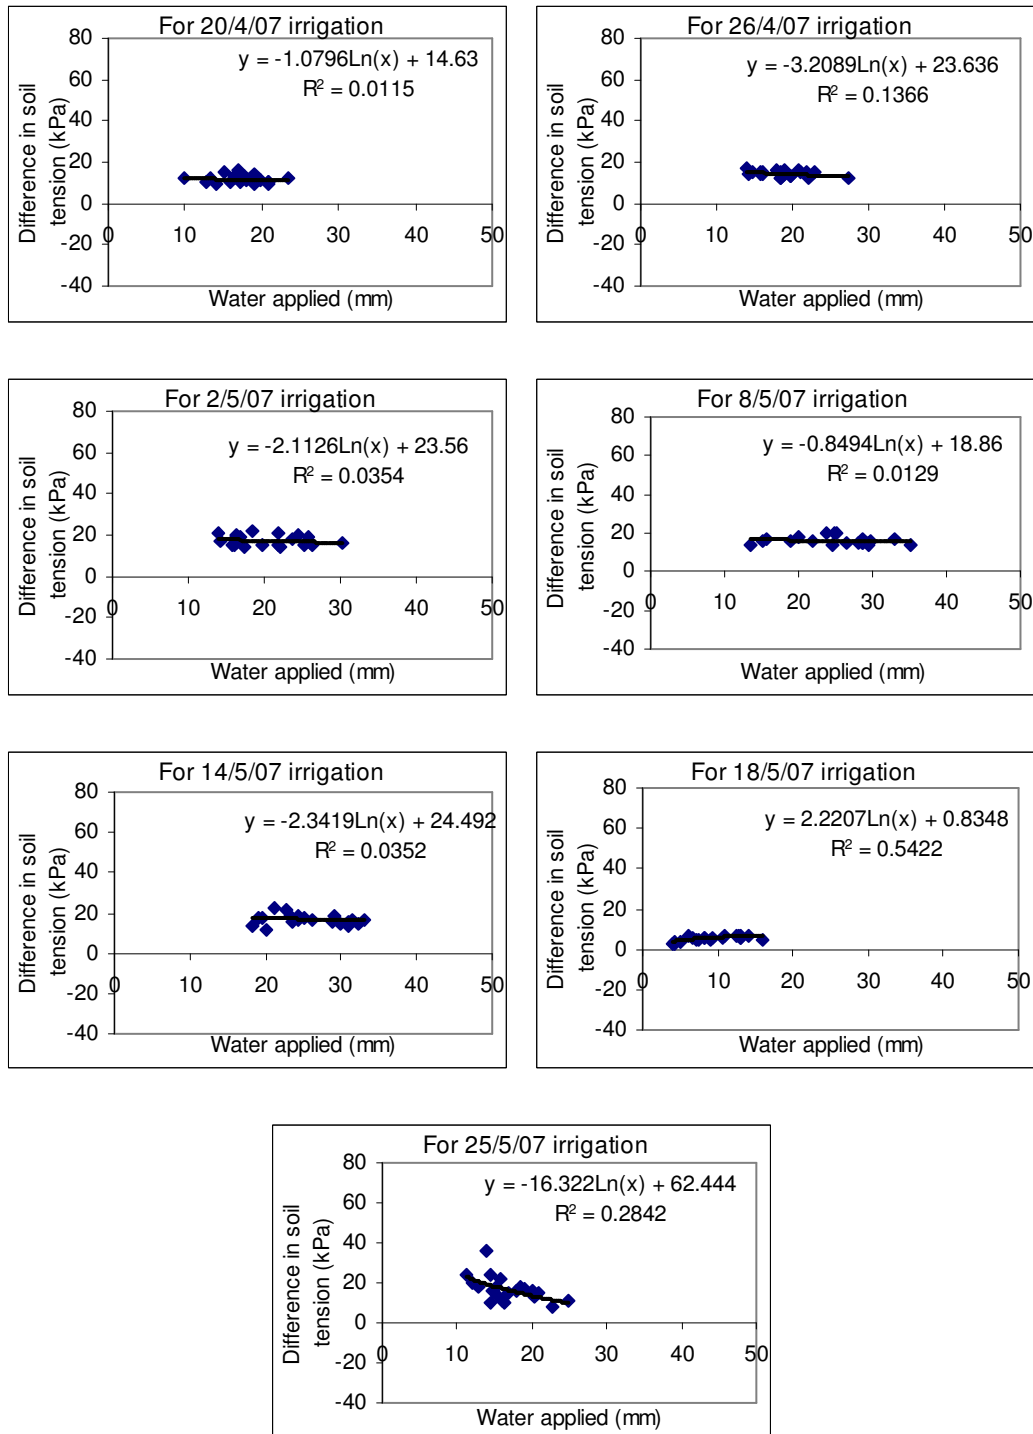 For 20/4/07 irrigation
y = -1.0796Ln(x) + 14.63
R² = 0.0115
80
60
40
20
0
-20
-40
0 10 20 30 40 50
Difference in soil
tension (kPa)
Water applied (mm)
For 26/4/07 irrigation
y = -3.2089Ln(x) + 23.636
R² = 0.1366
80
60
40
20
0
-20
-40
0 10 20 30 40 50
Difference in soil
tension (kPa)
Water applied (mm)
For 2/5/07 irrigation
y = -2.1126Ln(x) + 23.56
R² = 0.0354
80
60
40
20
0
-20
-40
0 10 20 30 40 50
Difference in soil
tension (kPa)
Water applied (mm)
For 8/5/07 irrigation
y = -0.8494Ln(x) + 18.86
R² = 0.0129
80
60
40
20
0
-20
-40
0 10 20 30 40 50
Difference in soil
tension (kPa)
Water applied (mm)
For 14/5/07 irrigation
y = -2.3419Ln(x) + 24.492
R² = 0.0352
80
60
40
20
0
-20
-40
0 10 20 30 40 50
Difference in soil
tension (kPa)
Water applied (mm)
For 18/5/07 irrigation
y = 2.2207Ln(x) + 0.8348
R² = 0.5422
80
60
40
20
0
-20
-40
0 10 20 30 40 50
Difference in soil
tension (kPa)
Water applied (mm)
For 25/5/07 irrigation
y = -16.322Ln(x) + 62.444
R² = 0.2842
80
60
40
20
0
-20
-40
0 10 20 30 40 50
Difference in soil
tension (kPa)
Water applied (mm)